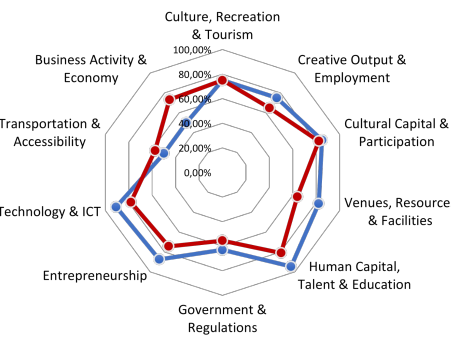 Culture, Recreation
& Tourism
100,00%
80,00%
60,00%
40,00%
20,00%
0,00%
Creative Output &
Employment
Cultural Capital &
Participation
Venues, Resource
& Facilities
Human Capital,
Talent & Education
Government &
Regulations
Entrepreneurship
Technology & ICT
Transportation &
Accessibility
Business Activity &
Economy